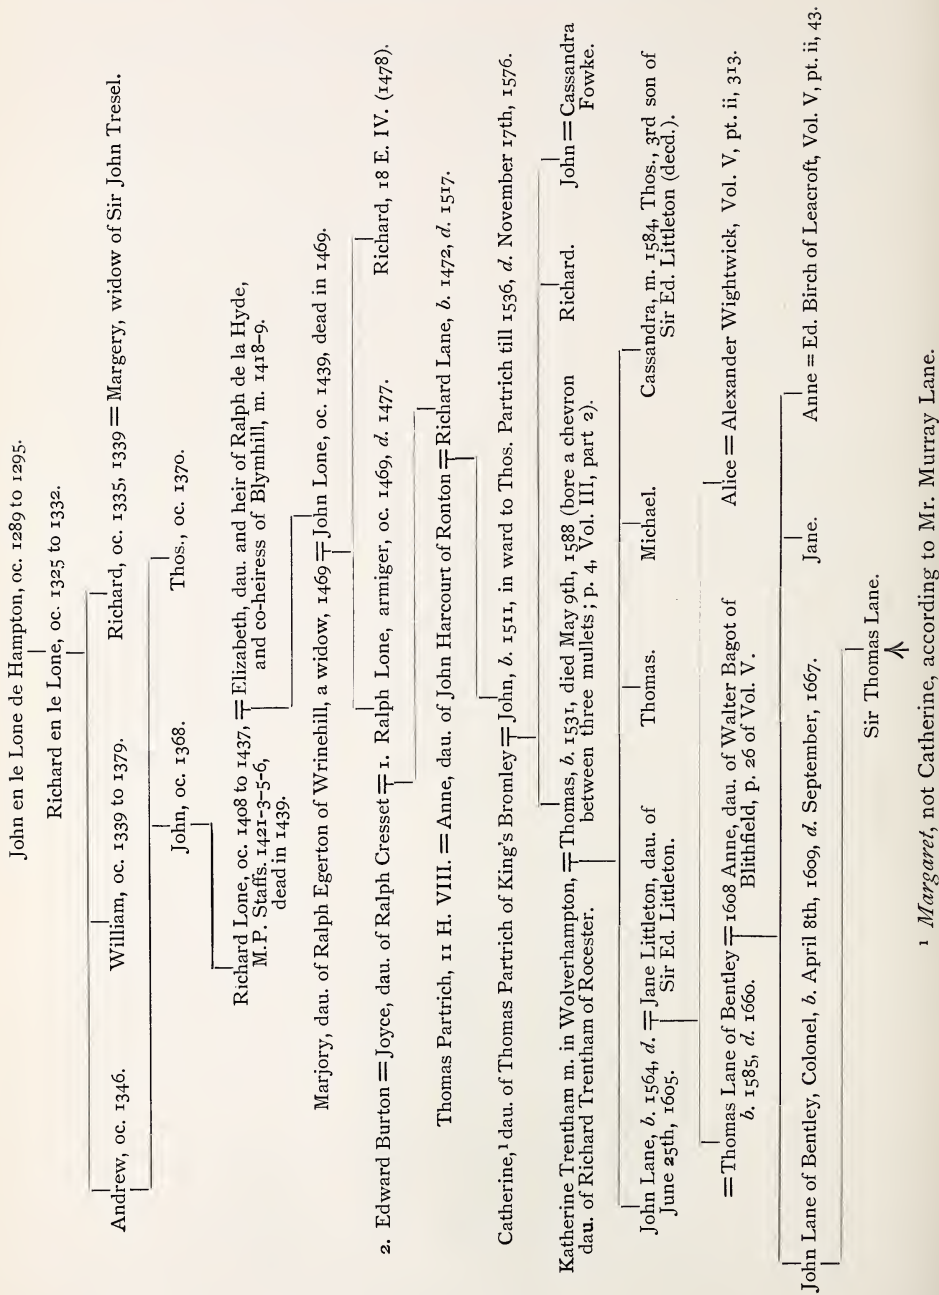 John en le Lone de Hampton, oc. 1289 to 1295.
Richard en le Lone, oc. 1325 to 1332.
Andrew, oc. 1346. William, oc. 1339 to 1379. Richard, oc. 1335, 1339 = Margery, widow of Sir John Tresel.
John, oc. 1368. Thos., oc. 1370.
Richard Lone, oc. 1408 to 1437, = Elizabeth, dau. and heir of Ralph de la Hyde,
M.P. Staffs. 1421-3-5-6, and co-heiress of Blymhill, m. 1418-9.
dead in 1439.
Marjory, dau. of Ralph Egerton of Wrinehill, a widow, 1469 = John Lone, oc. 1439, dead in 1469.
2. Edward Burton = Joyce, dau. of Ralph Cresset = 1. Ralph Lone, armiger, oc. 1469, d. 1477. Richard, 18 E. IV. (1478).
Thomas Partrich, 11 H. VIII. = Anne, dau. of John Harcourt of Ronton = Richard Lane, b. 1472, d. 1517.
Catherine,¹ dau. of Thomas Partrich of King's Bromley = John, b. 1511, in ward to Thos. Partrich till 1536, d. November 17th, 1576.
Katherine Trentham m. in Wolverhampton, = Thomas, b. 1531, died May 9th, 1588 (bore a chevron Richard. John = Cassandra
dau. of Richard Trentham of Rocester. between three mullets; p. 4, Vol. III, part 2). Fowke.
John Lane, b. 1564, d. = Jane Littleton, dau. of Thomas. Michael. Cassandra, m. 1584, Thos., 3rd son of
June 25th, 1605. Sir Ed. Littleton. Sir Ed. Littleton (decd.).
= Thomas Lane of Bentley = 1608 Anne, dau. of Walter Bagot of Alice = Alexander Wightwick, Vol. V, pt. ii, 313.
b. 1585, d. 1660. Blithfield, p. 26 of Vol. V.
John Lane of Bentley, Colonel, b. April 8th, 1609, d. September, 1667. Jane. Anne = Ed. Birch of Leacroft, Vol. V, pt. ii, 43.
Sir Thomas Lane.
¹ Margaret, not Catherine, according to Mr. Murray Lane.